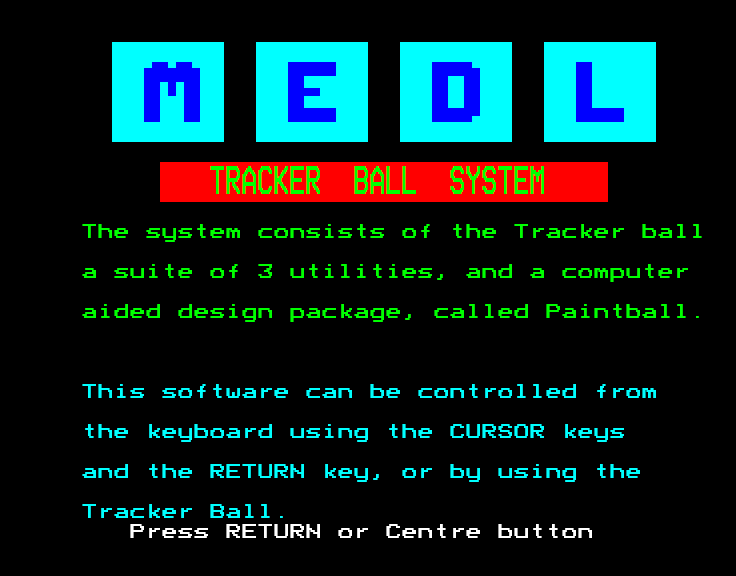 M E D L
TRACKER BALL SYSTEM
The system consists of the Tracker ball
a suite of 3 utilities, and a computer
aided design package, called Paintball.
This software can be controlled from
the keyboard using the CURSOR keys
and the RETURN key, or by using the
Tracker Ball.
Press RETURN or Centre button